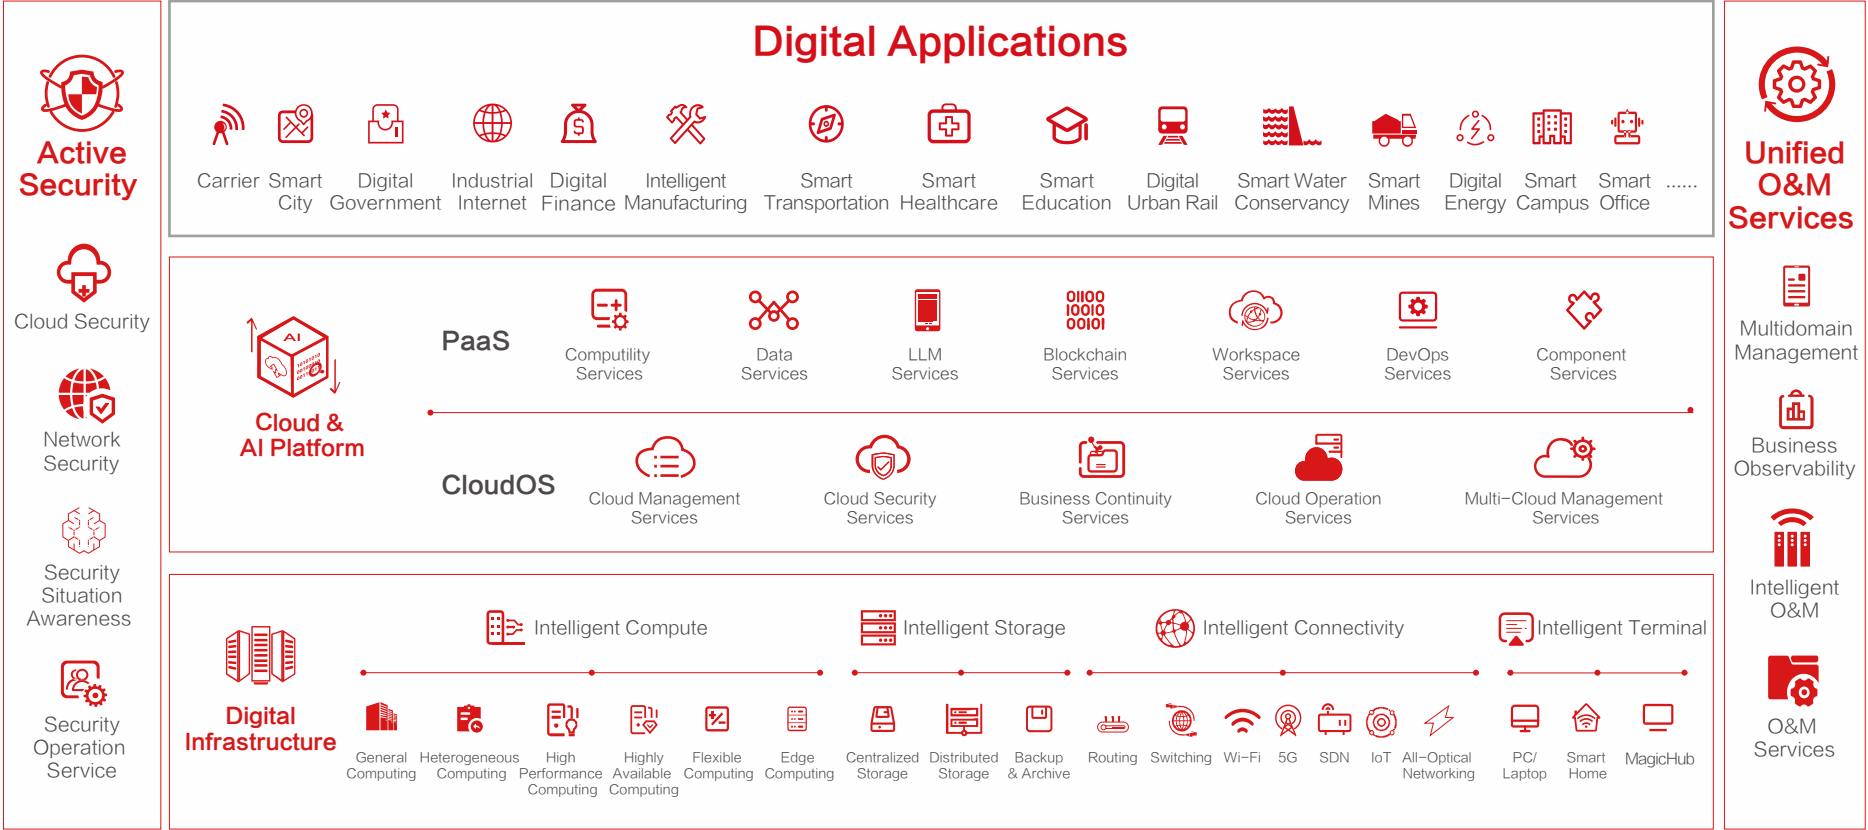 Active
Security
Cloud Security
Network
Security
Security
Situation
Awareness
Security
Operation
Service
Digital Applications
Carrier
Smart
City
Digital
Government
Industrial
Internet
Digital
Finance
Intelligent
Manufacturing
Smart
Transportation
Smart
Healthcare
Smart
Education
Digital
Urban Rail
Smart Water
Conservancy
Smart
Mines
Digital
Energy
Smart
Campus
Smart
Office
......
AI
Cloud &
AI Platform
PaaS
Computility
Services
Data
Services
LLM
Services
01100
10010
00101
Blockchain
Services
Workspace
Services
DevOps
Services
Component
Services
CloudOS
Cloud Management
Services
Cloud Security
Services
Business Continuity
Services
Cloud Operation
Services
Multi-Cloud Management
Services
Digital
Infrastructure
Intelligent Compute
General
Computing
Heterogeneous
Computing
High
Performance
Computing
Highly
Available
Computing
Flexible
Computing
Edge
Computing
Intelligent Storage
Centralized
Storage
Distributed
Storage
Backup
& Archive
Intelligent Connectivity
Routing
Switching
Wi-Fi
5G
SDN
IoT
All-Optical
Networking
Intelligent Terminal
PC/
Laptop
Smart
Home
MagicHub
Unified
O&M
Services
Multidomain
Management
Business
Observability
Intelligent
O&M
O&M
Services